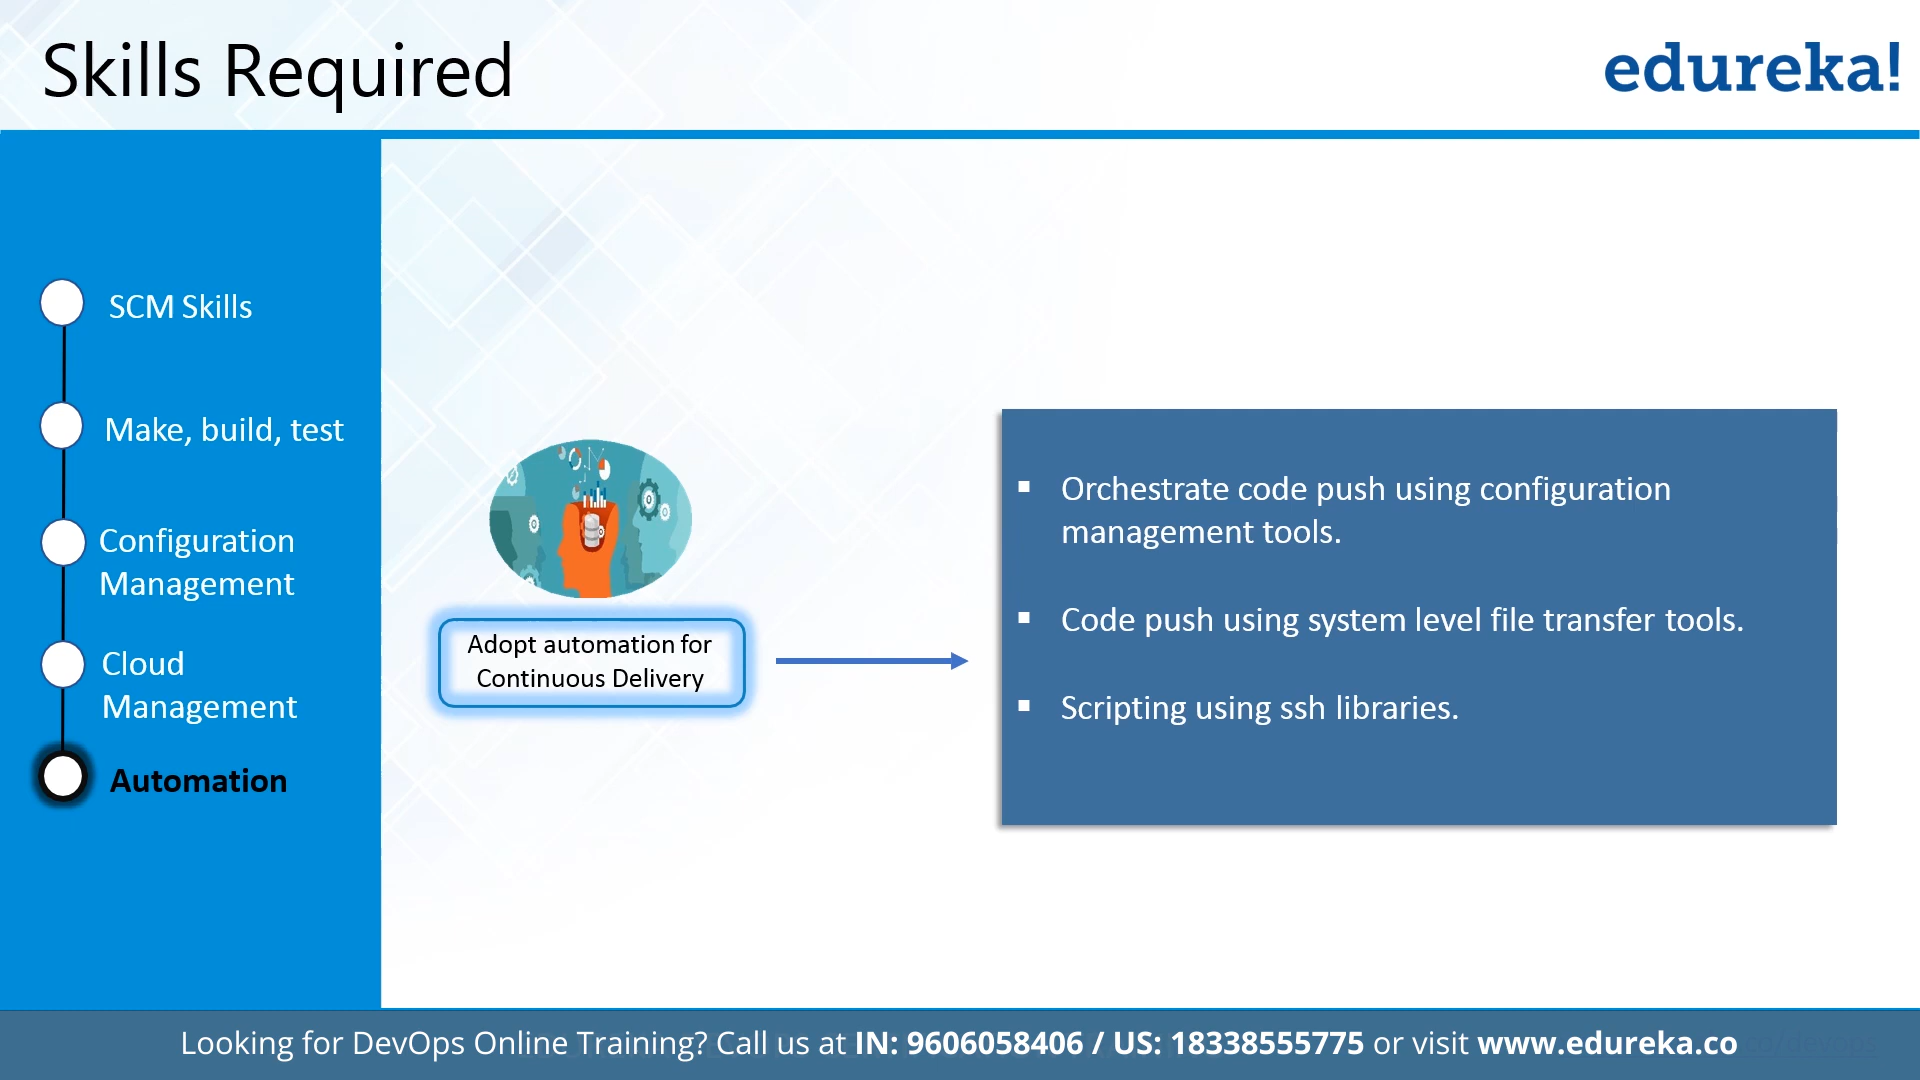 Skills Required
edureka!
SCM Skills
Make, build, test
Configuration
Management
Cloud
Management
Automation
Adopt automation for
Continuous Delivery
▪ Orchestrate code push using configuration
management tools.
▪ Code push using system level file transfer tools.
▪ Scripting using ssh libraries.
Looking for DevOps Online Training? Call us at IN: 9606058406 / US: 18338555775 or visit www.edureka.co